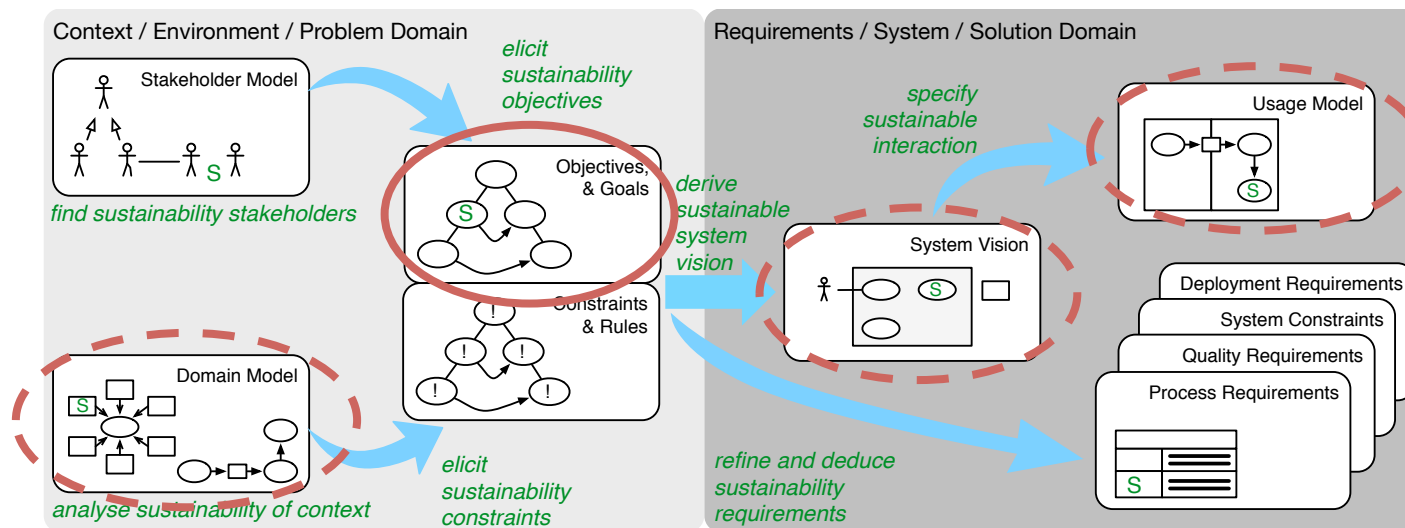 Context / Environment / Problem Domain
Stakeholder Model
S
find sustainability stakeholders
elicit
sustainability
objectives
Objectives,
& Goals
S
Constraints
& Rules
!
! !
! !
Domain Model
S
analyse sustainability of context
elicit
sustainability
constraints
derive
sustainable
system
vision
Requirements / System / Solution Domain
specify
sustainable
interaction
Usage Model
S
System Vision
S
refine and deduce
sustainability
requirements
Deployment Requirements
System Constraints
Quality Requirements
Process Requirements
S